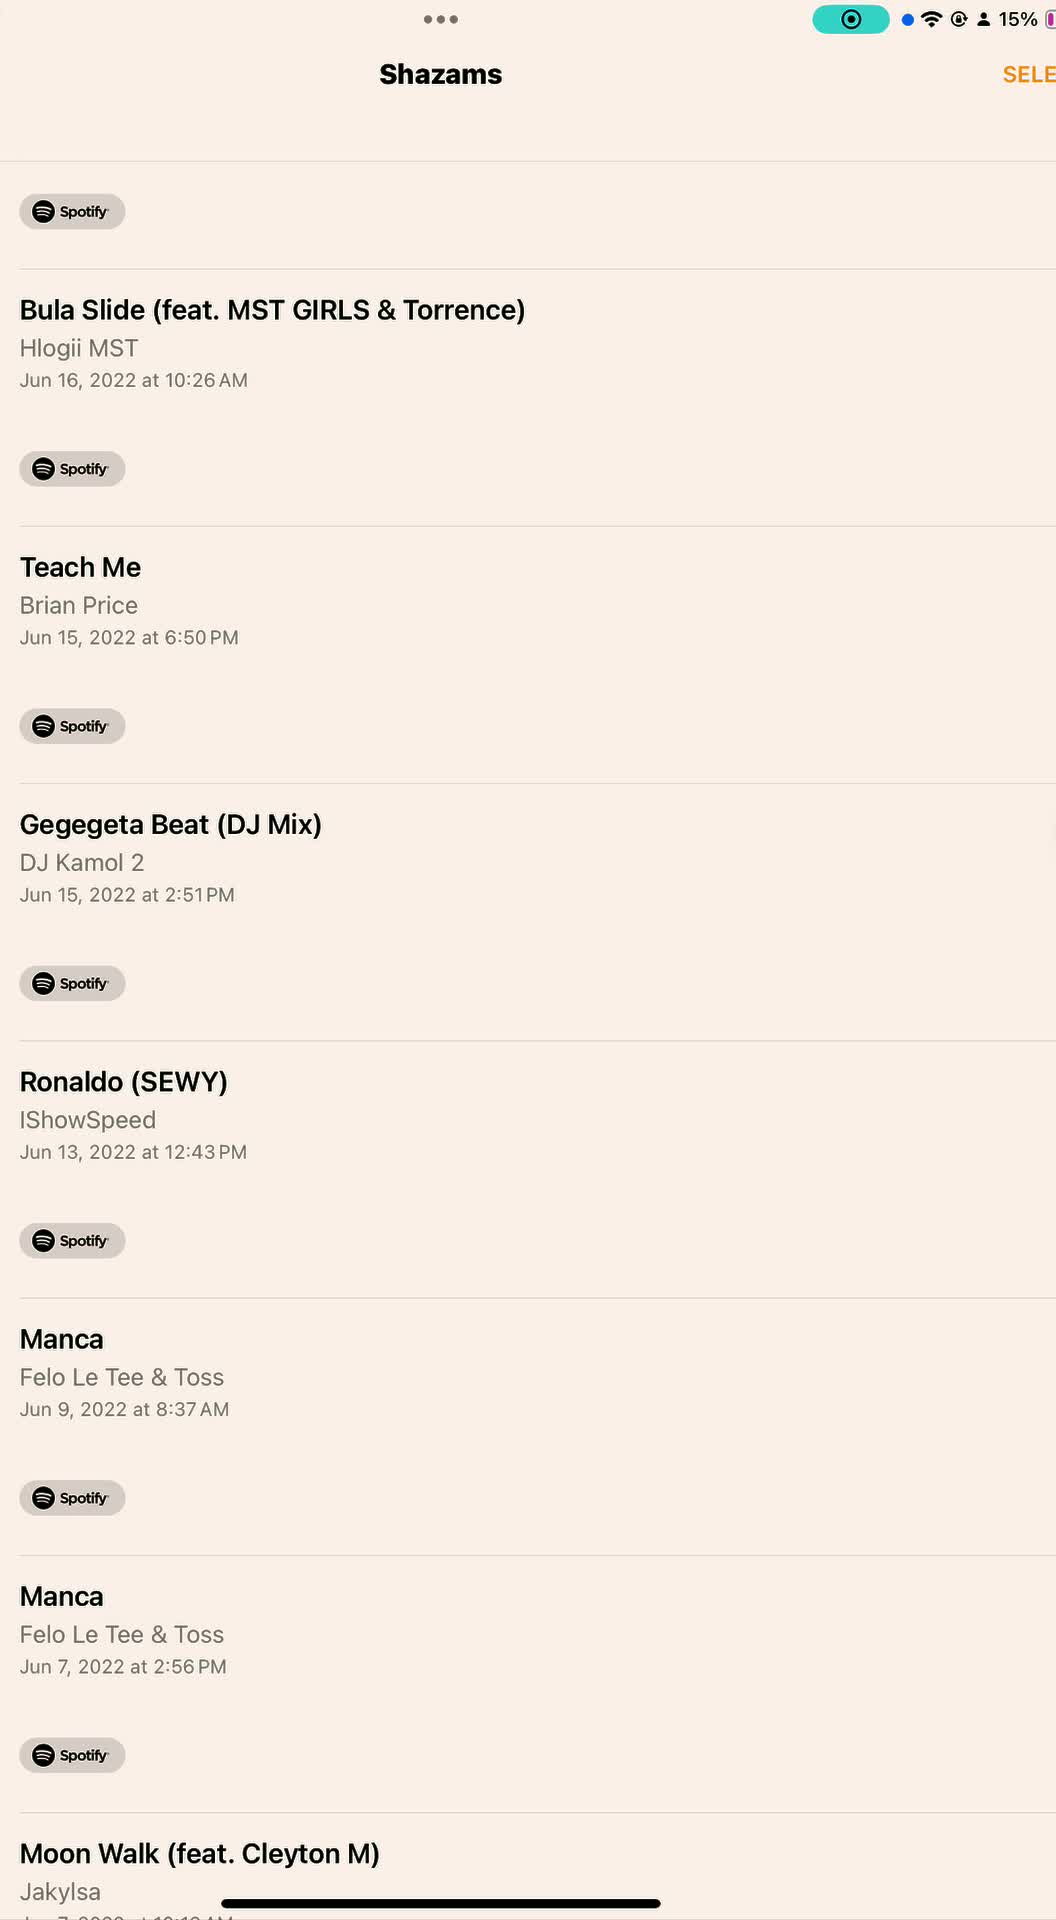 15%
Shazams
SELE
Spotify
Bula Slide (feat. MST GIRLS & Torrence)
Hlogii MST
Jun 16, 2022 at 10:26 AM
Spotify
Teach Me
Brian Price
Jun 15, 2022 at 6:50 PM
Spotify
Gegegeta Beat (DJ Mix)
DJ Kamol 2
Jun 15, 2022 at 2:51 PM
Spotify
Ronaldo (SEWY)
IShowSpeed
Jun 13, 2022 at 12:43 PM
Spotify
Manca
Felo Le Tee & Toss
Jun 9, 2022 at 8:37 AM
Spotify
Manca
Felo Le Tee & Toss
Jun 7, 2022 at 2:56 PM
Spotify
Moon Walk (feat. Cleyton M)
Jakylsa